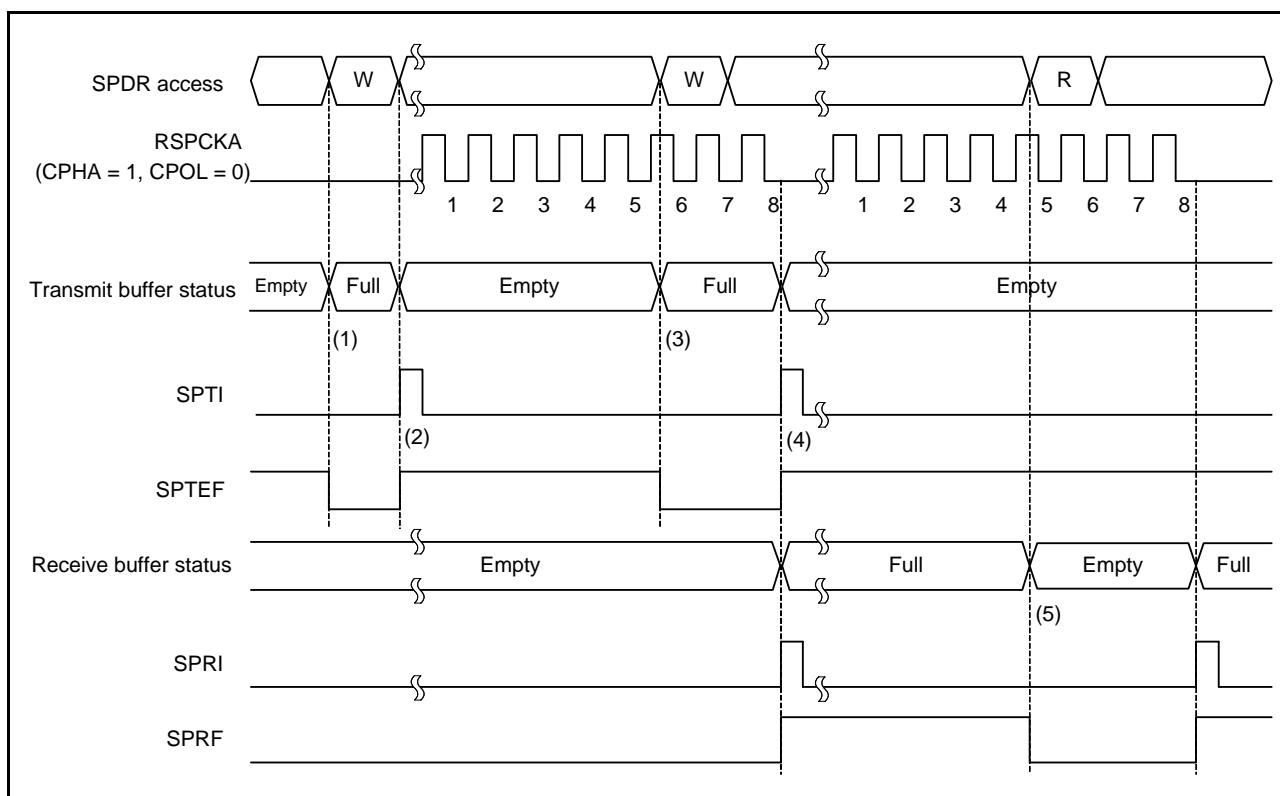 SPDR access W W R
RSPCKA
(CPHA = 1, CPOL = 0)
1 2 3 4 5 6 7 8 1 2 3 4 5 6 7 8
Transmit buffer status Empty Full Empty Full Empty
(1) (3)
SPTI
(2) (4)
SPTEF
Receive buffer status Empty Full Empty Full
(5)
SPRI
SPRF